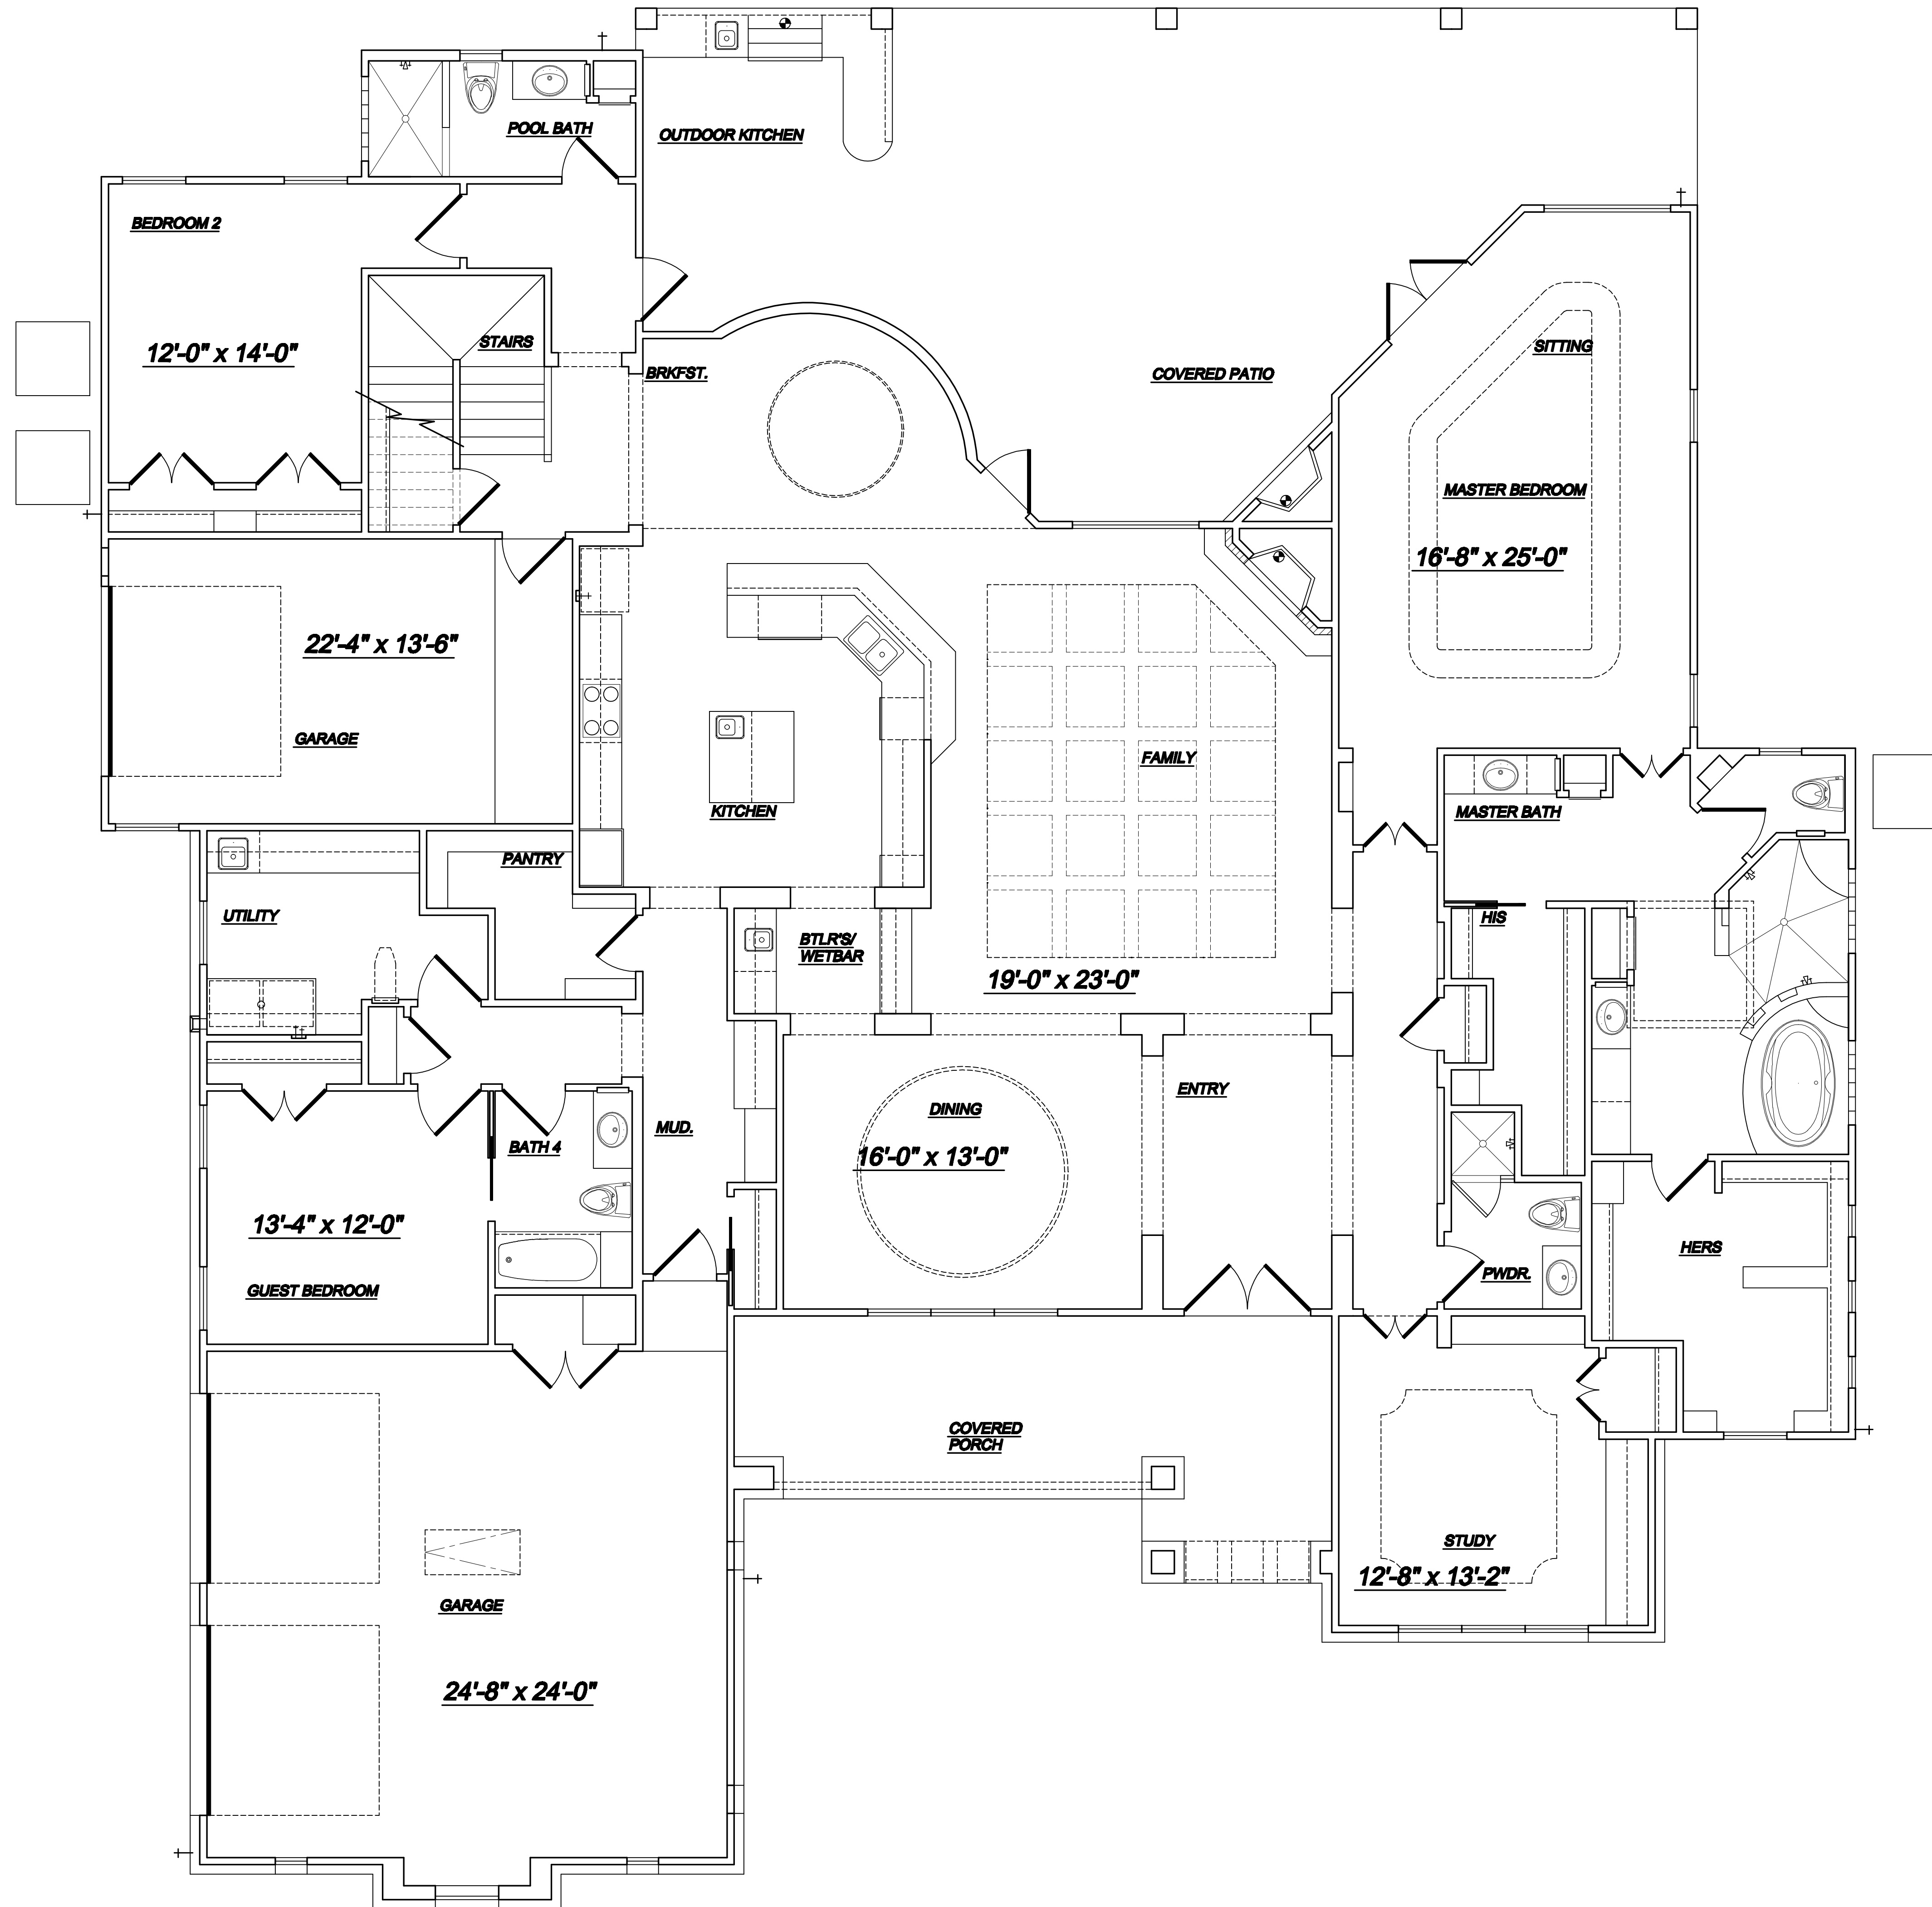 POOL BATH
OUTDOOR KITCHEN
BEDROOM 2
12'-0" x 14'-0"
STAIRS
BRKFST.
COVERED PATIO
SITTING
MASTER BEDROOM
16'-8" x 25'-0"
22'-4" x 13'-6"
GARAGE
KITCHEN
FAMILY
19'-0" x 23'-0"
MASTER BATH
PANTRY
UTILITY
BTLR'S/
WETBAR
HIS
DINING
16'-0" x 13'-0"
ENTRY
MUD.
BATH 4
13'-4" x 12'-0"
GUEST BEDROOM
PWDR.
HERS
COVERED
PORCH
STUDY
12'-8" x 13'-2"
GARAGE
24'-8" x 24'-0"